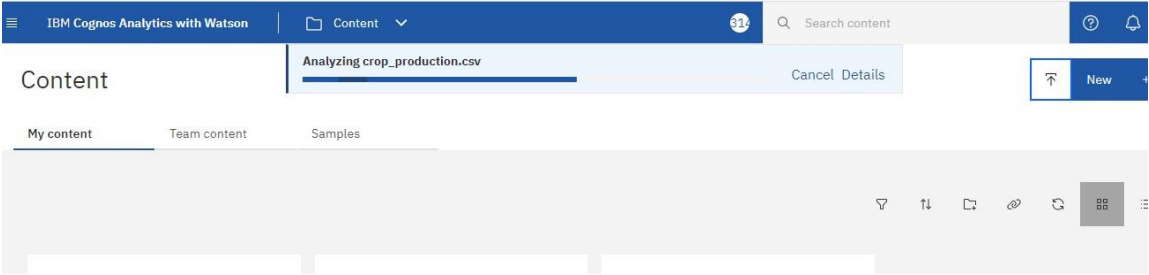 IBM Cognos Analytics with Watson
Content
314
Search content
Analyzing crop_production.csv
Cancel Details
Content
New +
My content
Team content
Samples